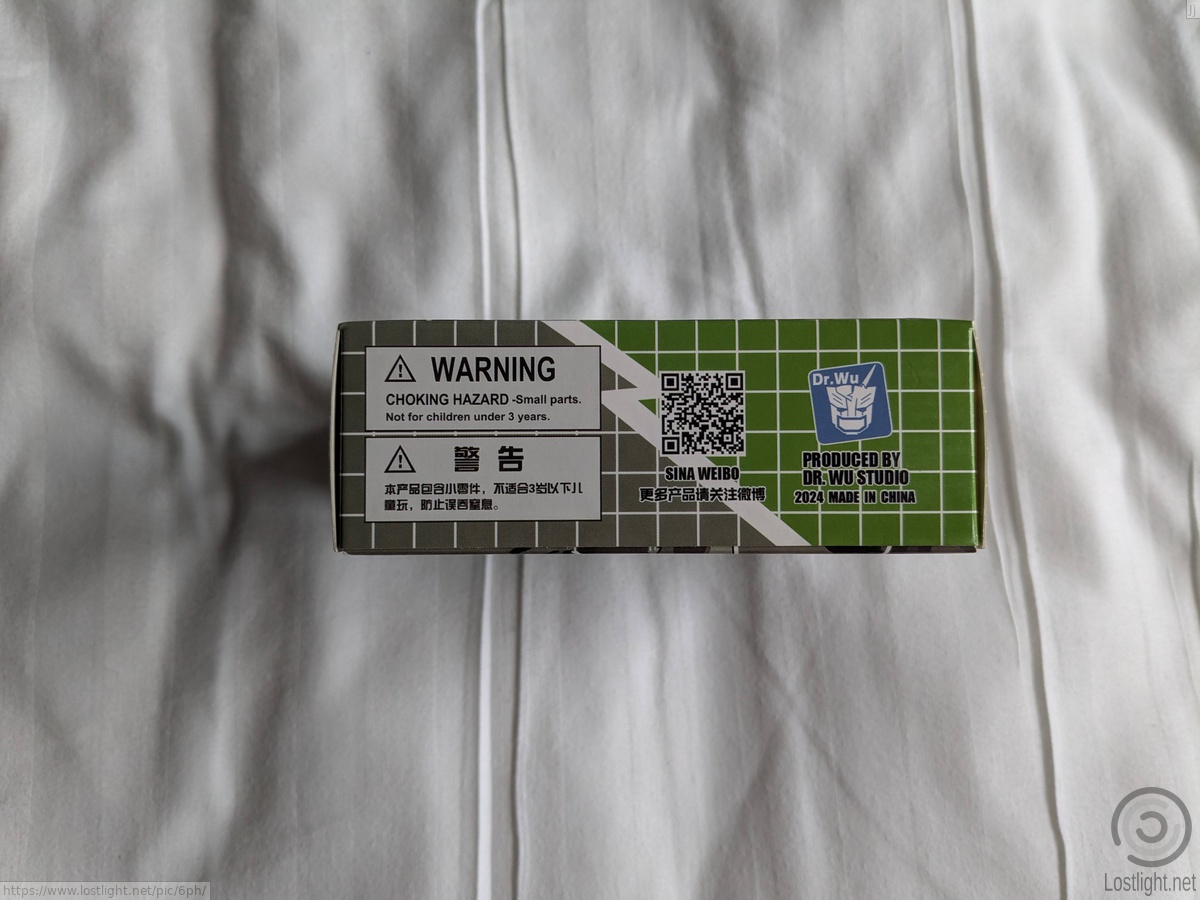 WARNING
CHOKING HAZARD -Small parts.
Not for children under 3 years.
警告
本产品包含小零件，不适合3岁以下儿
童玩，防止误吞窒息。
SINA WEIBO
更多产品请关注微博
Dr.Wu
PRODUCED BY
DR. WU STUDIO
2024 MADE IN CHINA
https://www.lostlight.net/pic/6ph/
Lostlight.net